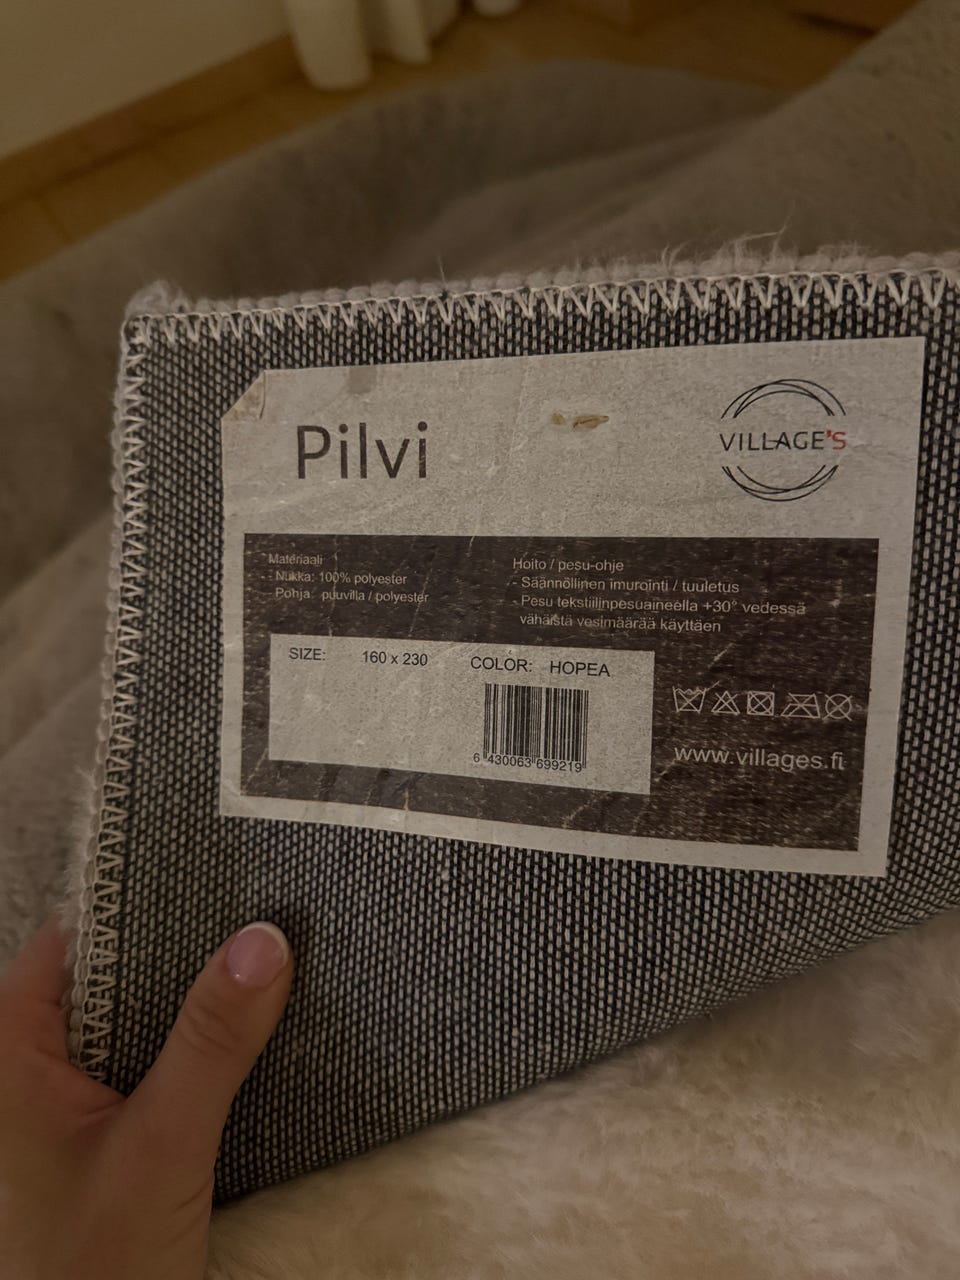 Pilvi
VILLAGE'S
Materiaali
- Nukka: 100% polyester
- Pohja: puuvilla / polyester
Hoito / pesu-ohje
- Säännöllinen imurointi / tuuletus
- Pesu tekstiilinpesuaineella +30° vedessä
vähäistä vesimäärää käyttäen
SIZE: 160 x 230
COLOR: HOPEA
6 430063 699219
www.villages.fi